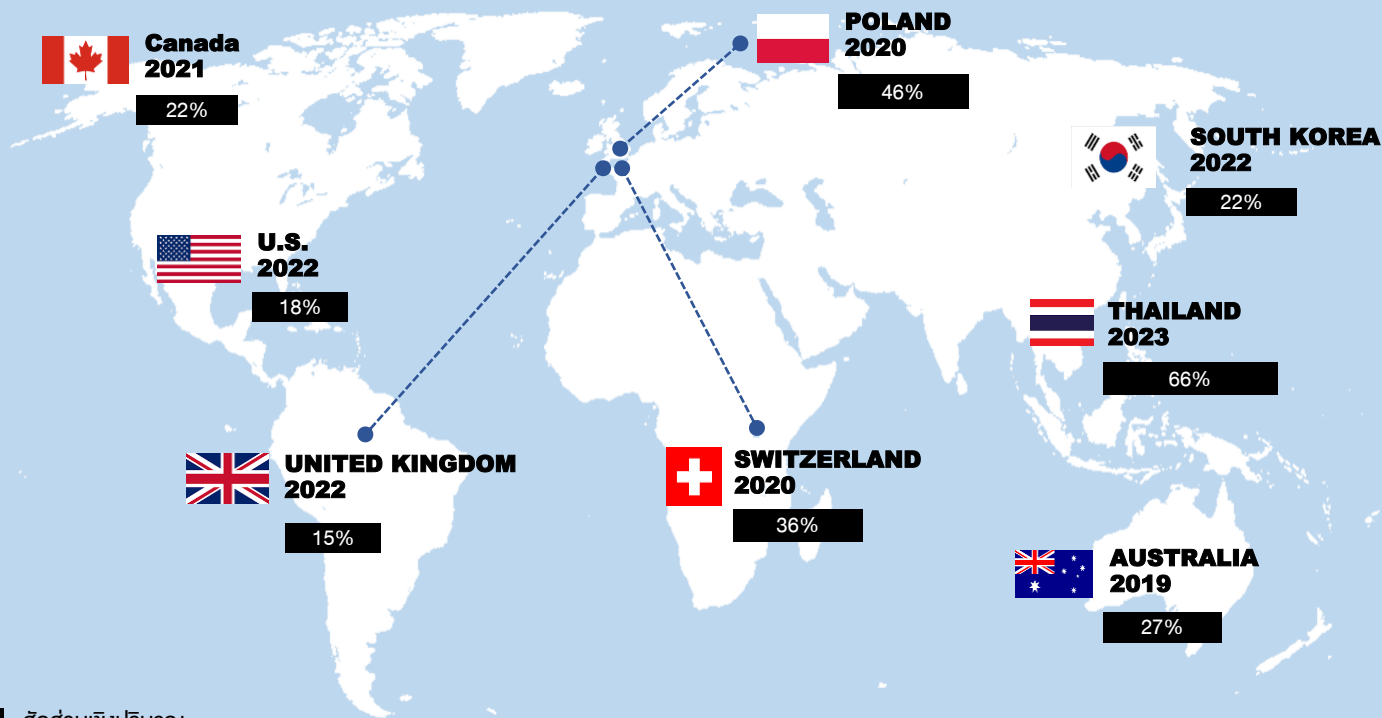 Canada
2021
22%
POLAND
2020
46%
SOUTH KOREA
2022
22%
U.S.
2022
18%
THAILAND
2023
66%
UNITED KINGDOM
2022
15%
SWITZERLAND
2020
36%
AUSTRALIA
2019
27%